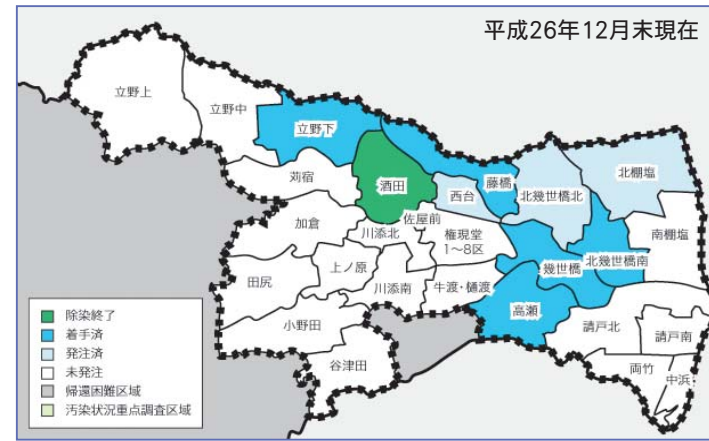 平成26年12月末現在
立野上
立野中
立野下
苅宿
酒田
西台
藤橋
北幾世橋北
北棚塩
加倉
川添北
佐屋前
権現堂
1~8区
南棚塩
田尻
上ノ原
川添南
牛渡・樋渡
幾世橋
北幾世橋南
高瀬
小野田
谷津田
請戸北
請戸南
両竹
中浜
除染終了
着手済
発注済
未発注
帰還困難区域
汚染状況重点調査区域